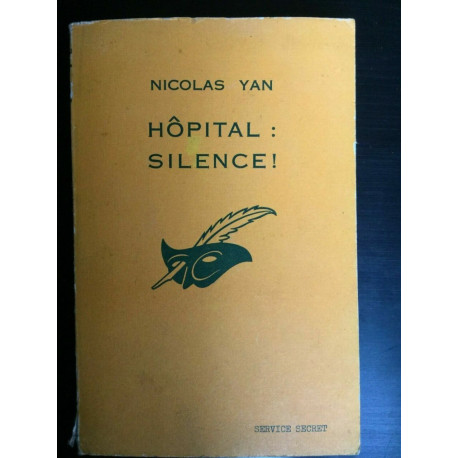 NICOLAS YAN
HÔPITAL :
SILENCE!
SERVICE SECRET